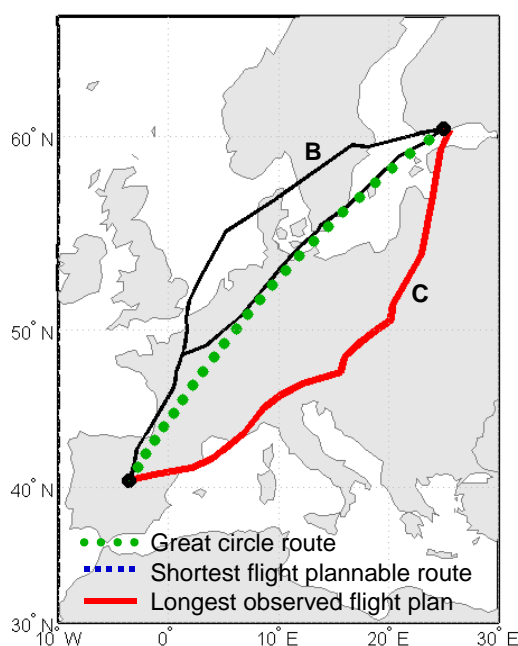 60° N
B
C
50° N
40° N
Great circle route
Shortest flight plannable route
Longest observed flight plan
30° N
10° W 0° 10° E 20° E 30° E